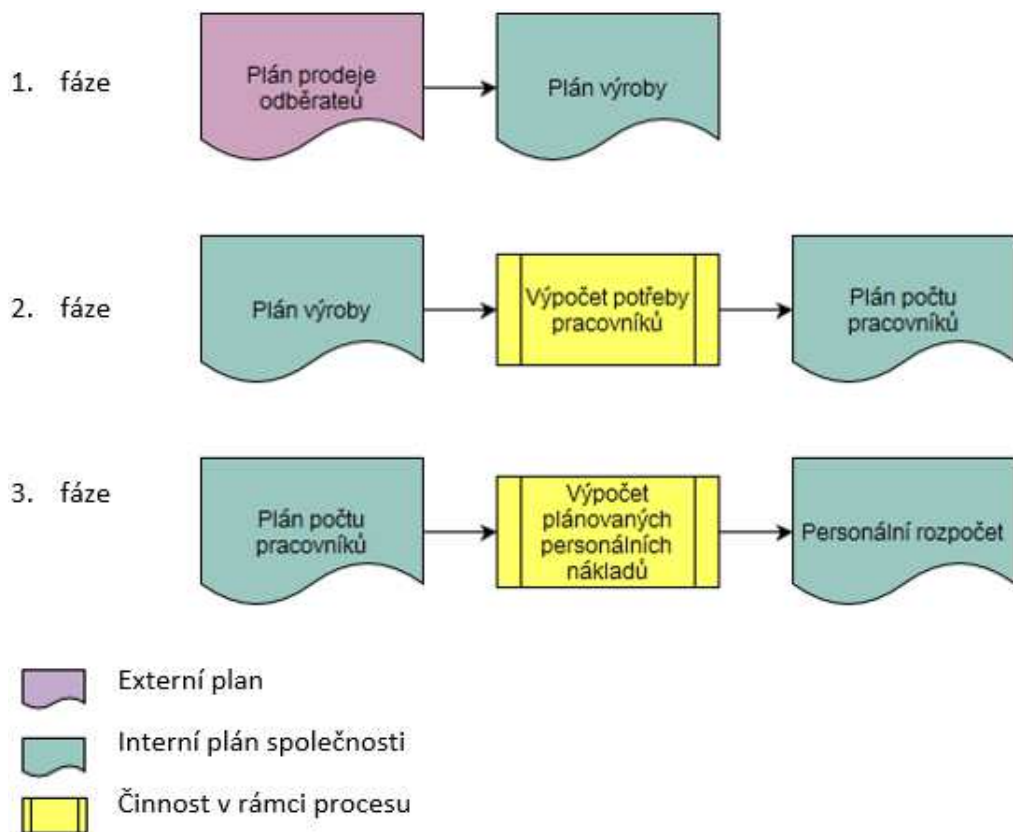 1. fáze
Plán prodeje
odběrateů
Plán výroby
2. fáze
Plán výroby
Výpočet potřeby
pracovníků
Plán počtu
pracovníků
3. fáze
Plán počtu
pracovníků
Výpočet
plánovaných
personálních
nákladů
Personální rozpočet
Externí plan
Interní plán společnosti
Činnost v rámci procesu